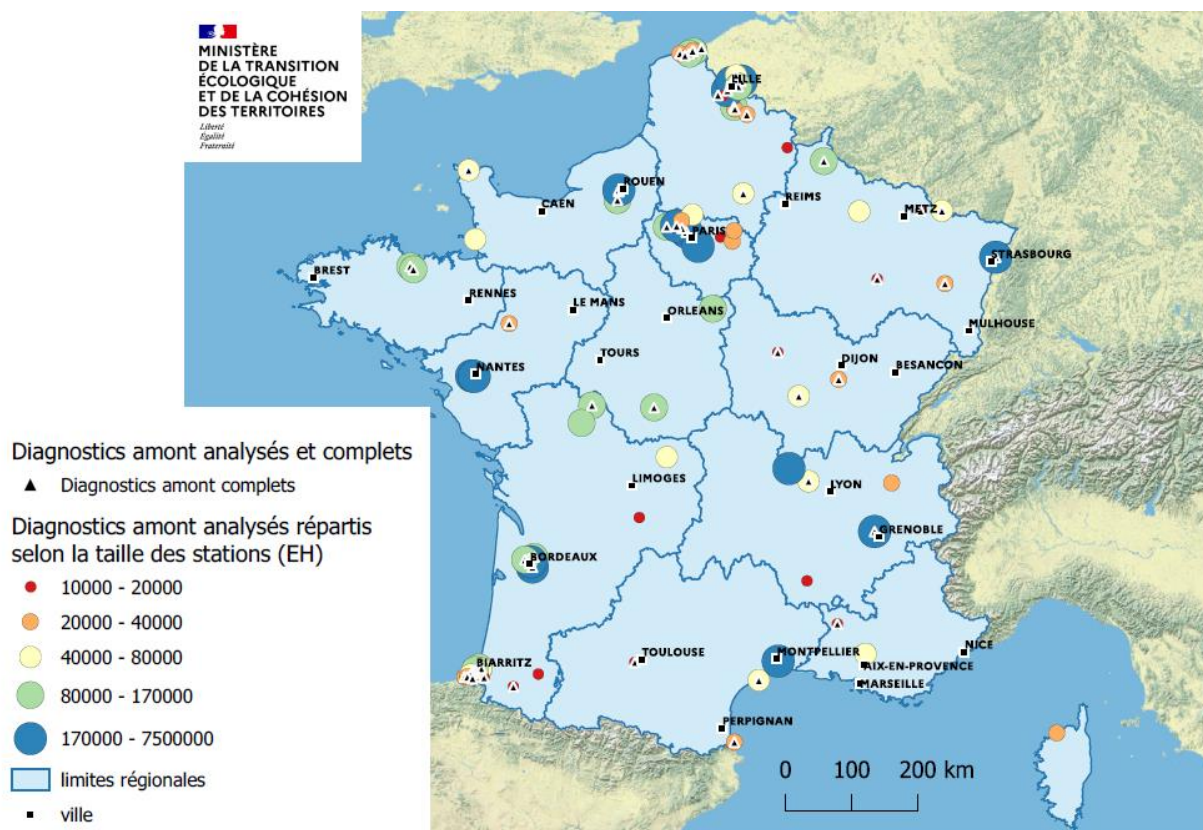 MINISTÈRE
DE LA TRANSITION
ÉCOLOGIQUE
ET DE LA COHÉSION
DES TERRITOIRES
Liberté
Égalité
Fraternité
LILLE
ROUEN
CAEN
REIMS
METZ
PARIS
STRASBOURG
BREST
RENNES
LE MANS
ORLEANS
MULHOUSE
TOURS
DIJON
BESANCON
NANTES
Diagnostics amont analysés et complets
Diagnostics amont complets
Diagnostics amont analysés répartis
selon la taille des stations (EH)
10000 - 20000
20000 - 40000
40000 - 80000
80000 - 170000
170000 - 7500000
limites régionales
ville
LIMOGES
LYON
GRENOBLE
BORDEAUX
BIARRITZ
TOULOUSE
MONTPELLIER
NICE
AIX-EN-PROVENCE
MARSEILLE
PERPIGNAN
0 100 200 km